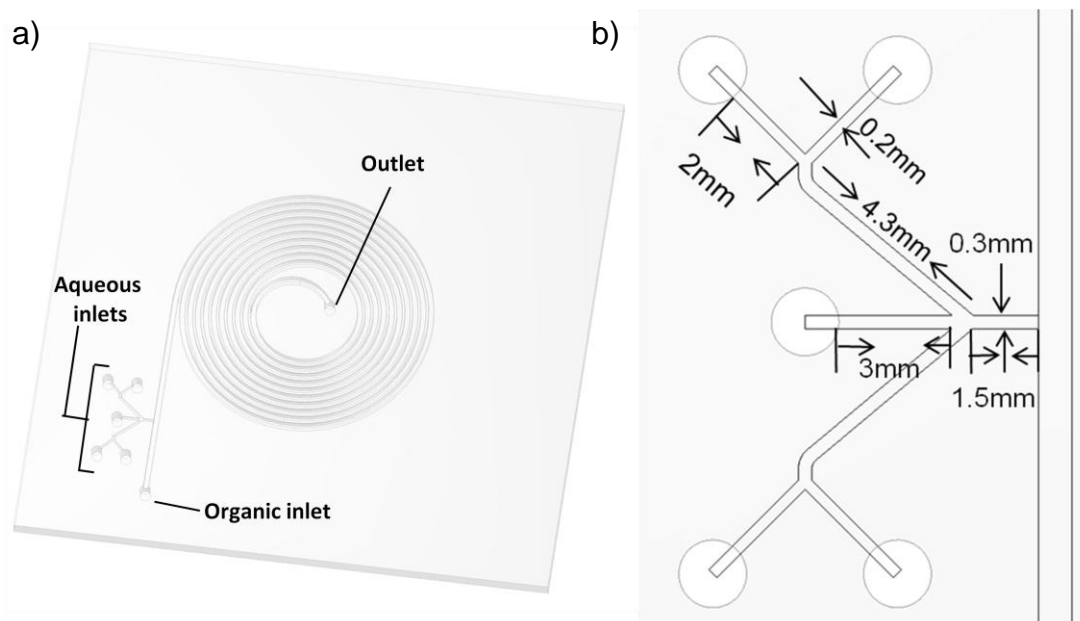 a)
Outlet
Aqueous
inlets
Organic inlet
b)
0.2mm
2mm
4.3mm
0.3mm
3mm
1.5mm